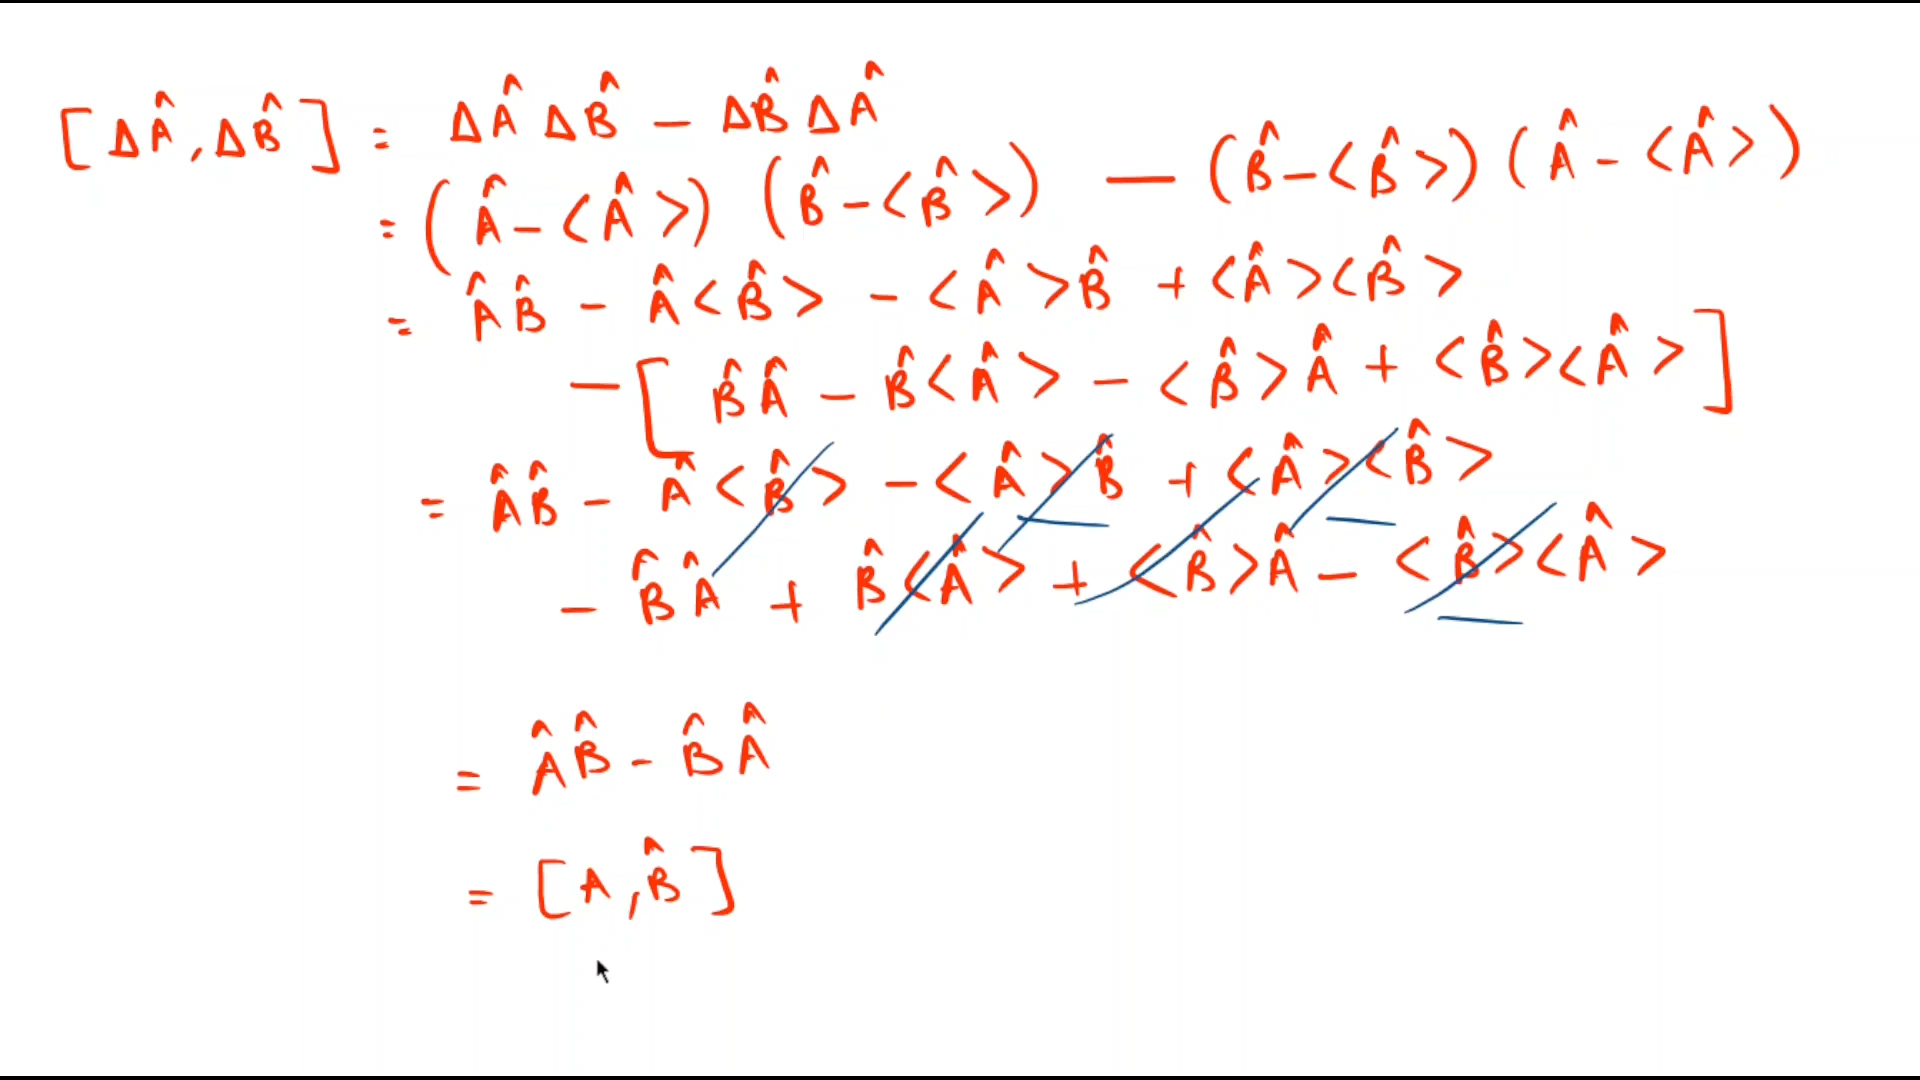 [ΔÂ, ΔB̂] = ΔÂ ΔB̂ − ΔB̂ ΔÂ
= (Â − <Â>) (B̂ − <B̂>) − (B̂ − <B̂>) (Â − <Â>)
= ÂB̂ − Â<B̂> − <Â>B̂ + <Â><B̂>
− [B̂Â − B̂<Â> − <B̂>Â + <B̂><Â>]
= ÂB̂ − Â<B̂> − <Â>B̂ + <Â><B̂>
− B̂Â + B̂<Â> + <B̂>Â − <B̂><Â>
= ÂB̂ − B̂Â
= [A, B̂]